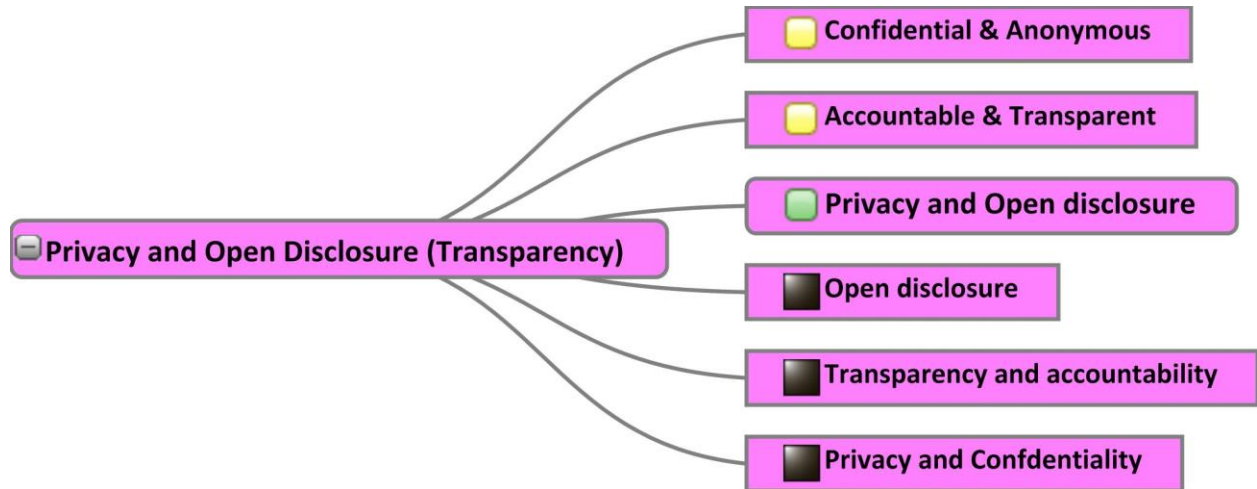 Confidential & Anonymous
Accountable & Transparent
Privacy and Open disclosure
Privacy and Open Disclosure (Transparency)
Open disclosure
Transparency and accountability
Privacy and Confdentiality